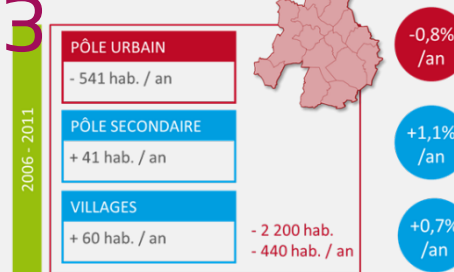 3
2006 - 2011
PÔLE URBAIN
- 541 hab. / an
-0,8%
/an
PÔLE SECONDAIRE
+ 41 hab. / an
+1,1%
/an
VILLAGES
+ 60 hab. / an
- 2 200 hab.
- 440 hab. / an
+0,7%
/an